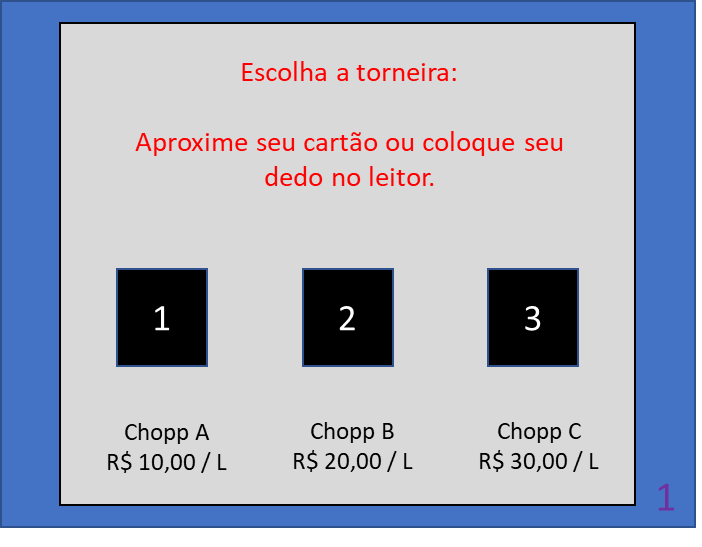 Escolha a torneira:
Aproxime seu cartão ou coloque seu
dedo no leitor.
1
2
3
Chopp A
R$ 10,00 / L
Chopp B
R$ 20,00 / L
Chopp C
R$ 30,00 / L
1